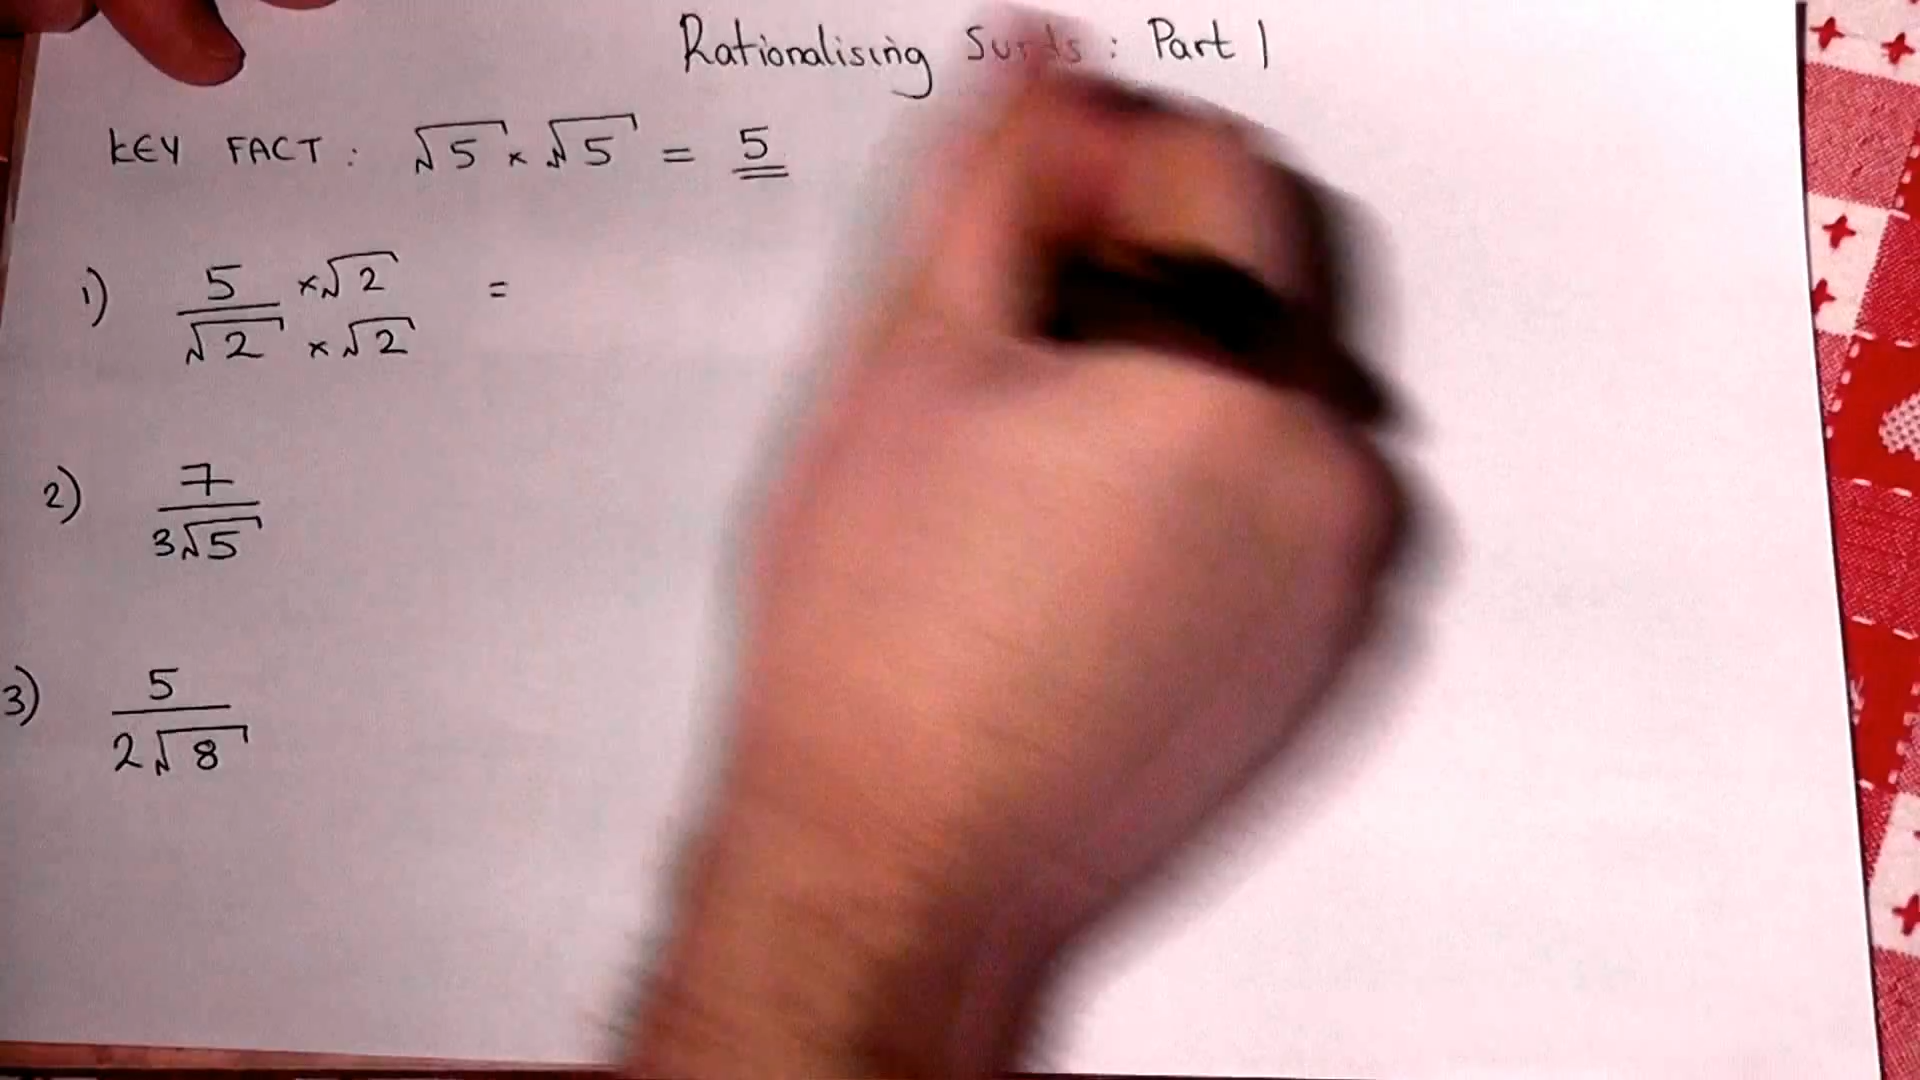 Rationalising Surds : Part 1
KEY FACT : √5 × √5 = 5
1) 5 ×√2 =
√2 ×√2
2) 7
3√5
3) 5
2√8